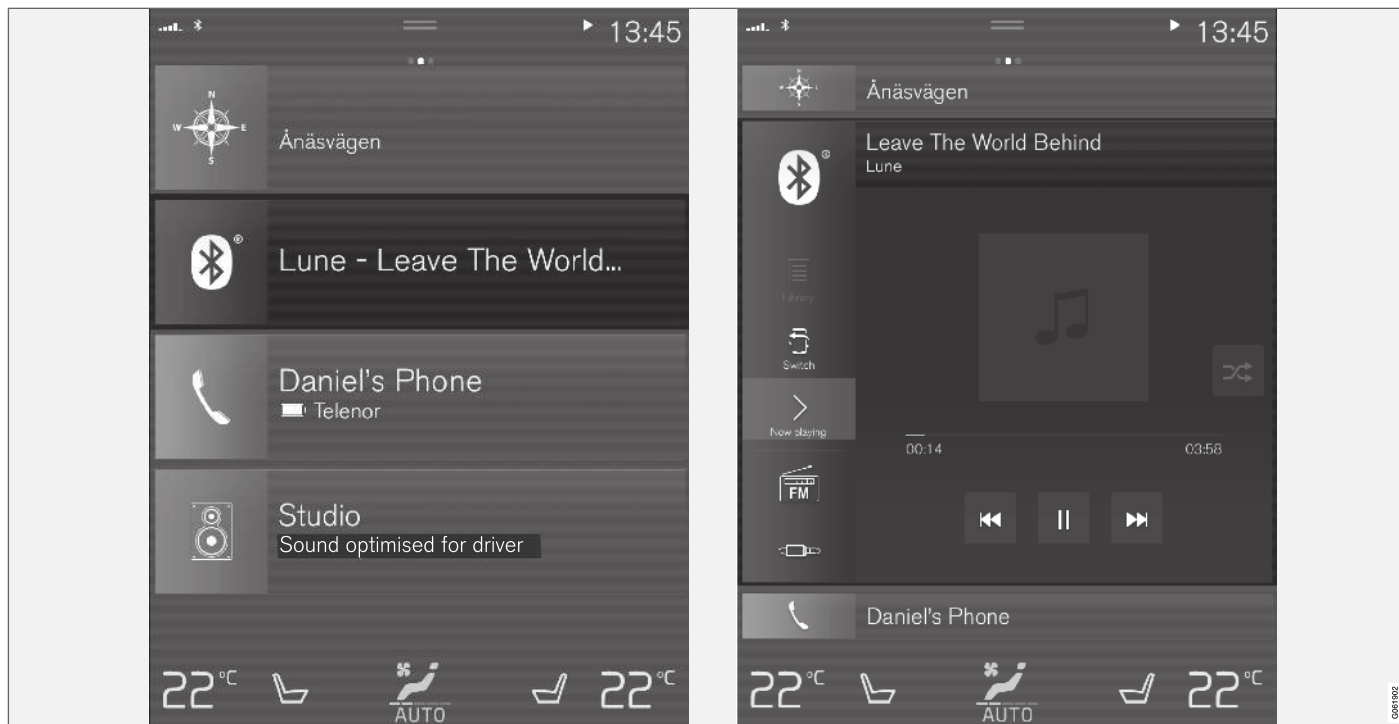 13:45
N
W
E
S
Ånäsvägen
®
Lune - Leave The World...
Daniel's Phone
Telenor
Studio
Sound optimised for driver
22°C
AUTO
22°C
13:45
Ånäsvägen
®
Leave The World Behind
Lune
Library
Switch
Now playing
00:14
03:58
FM
Daniel's Phone
22°C
AUTO
22°C
G061902